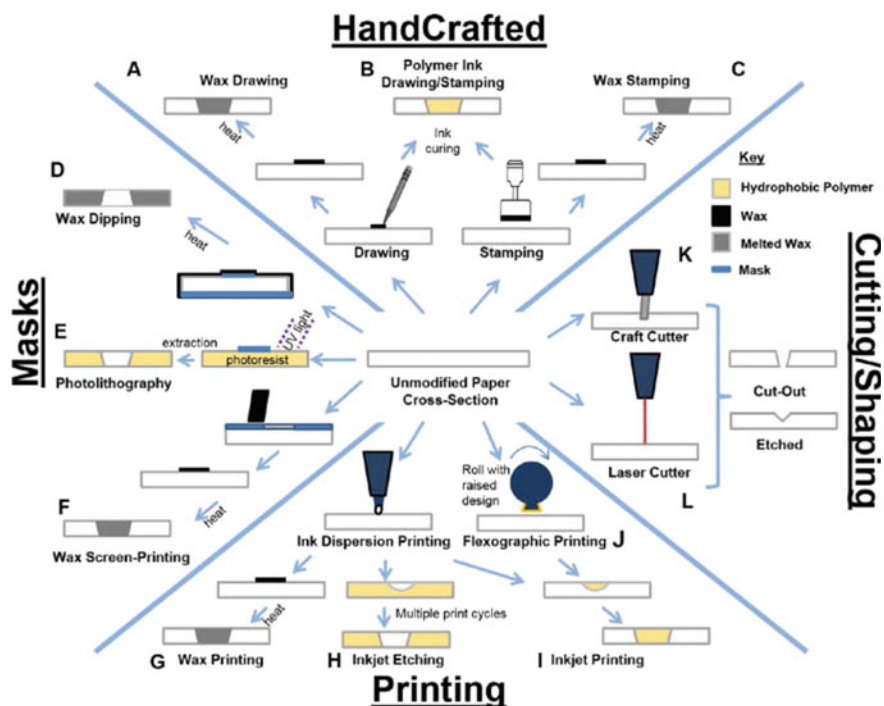 HandCrafted
A
Wax Drawing
heat
B
Polymer Ink
Drawing/Stamping
Ink
curing
C
Wax Stamping
heat
Drawing
Stamping
Key
Hydrophobic Polymer
Wax
Melted Wax
Mask
Masks
D
Wax Dipping
heat
E
extraction
UV light
photoresist
Photolithography
F
heat
Wax Screen-Printing
Unmodified Paper
Cross-Section
Cutting/Shaping
K
Craft Cutter
Laser Cutter
L
Cut-Out
Etched
Ink Dispersion Printing
Roll with
raised
design
Flexographic Printing
J
heat
G
Wax Printing
Multiple print cycles
H
Inkjet Etching
I
Inkjet Printing
Printing